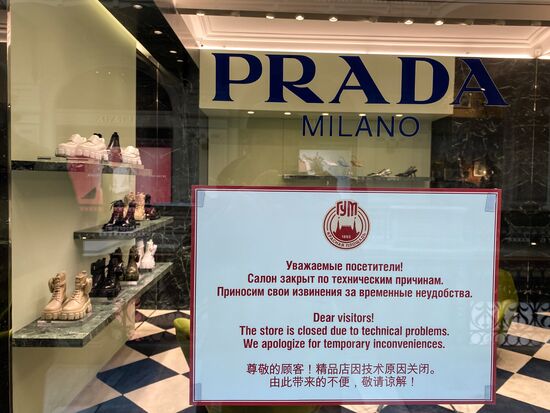 PRADA
MILANO
ГУМ
1893
Уважаемые посетители!
Салон закрыт по техническим причинам.
Приносим свои извинения за временные неудобства.
Dear visitors!
The store is closed due to technical problems.
We apologize for temporary inconveniences.
尊敬的顾客！精品店因技术原因关闭。
由此带来的不便，敬请谅解！